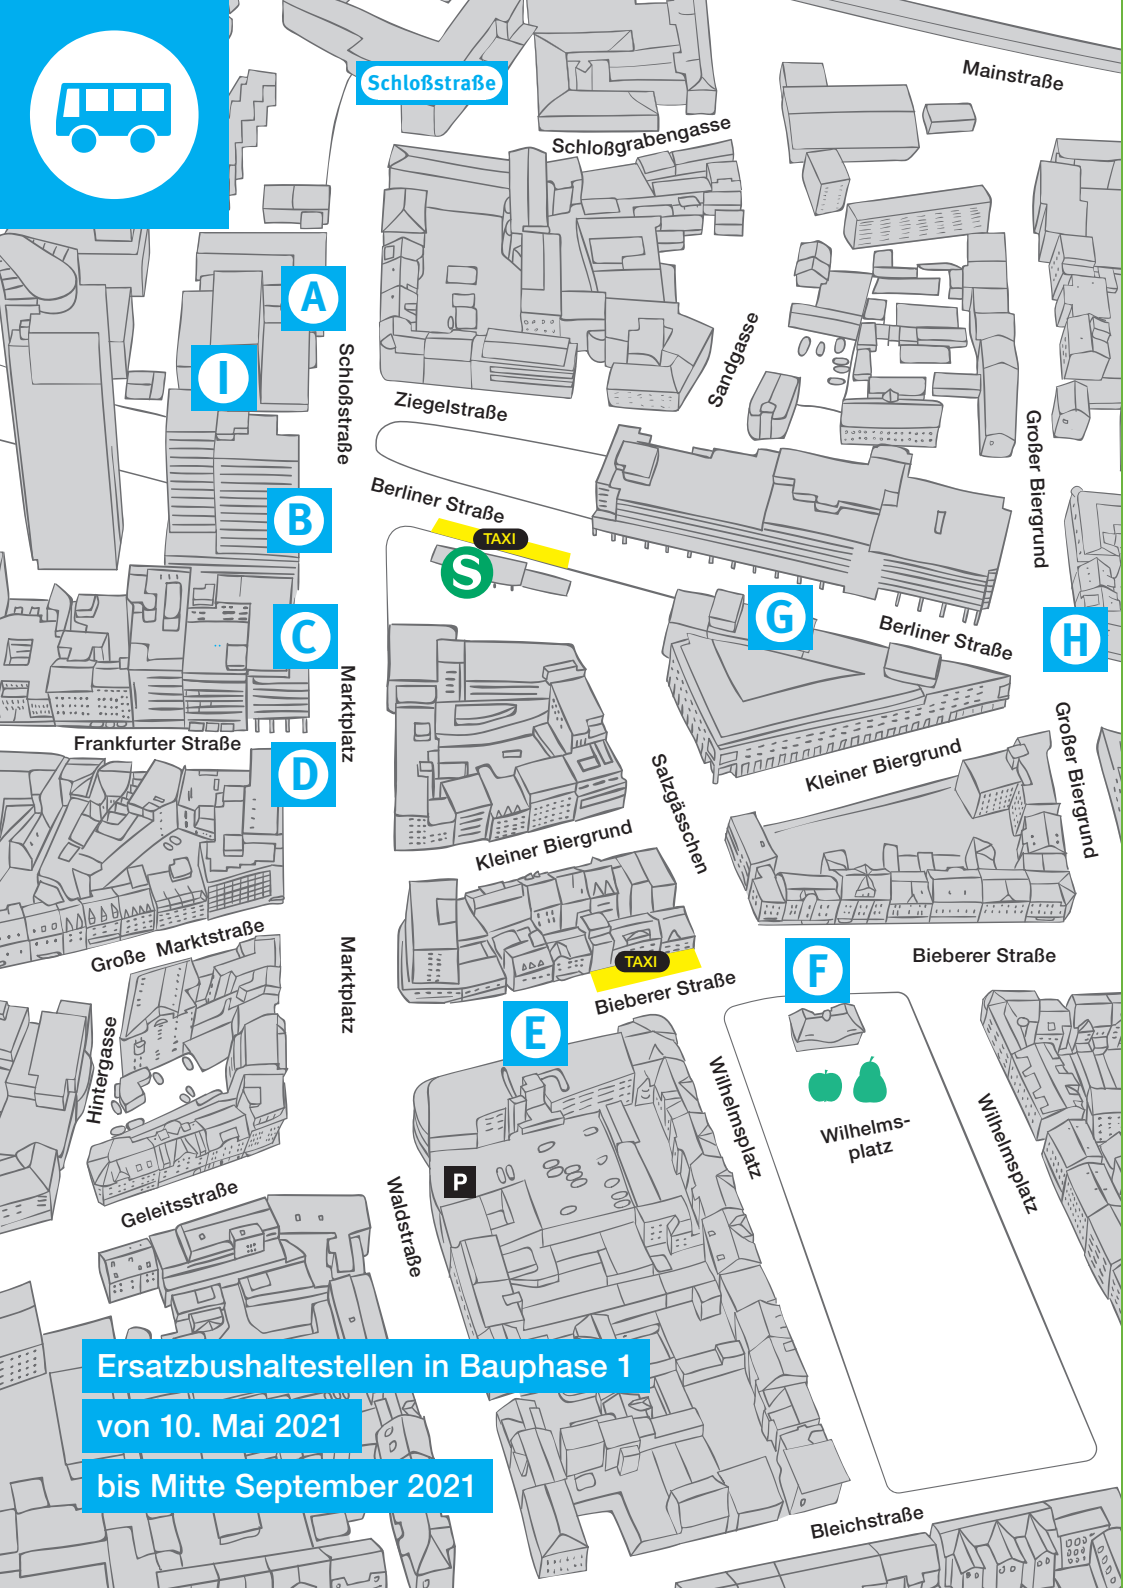 Schloßstraße
Mainstraße
Schloßgrabengasse
A
Schloßstraße
I
Sandgasse
Ziegelstraße
Großer Biergrund
Berliner Straße
B
TAXI
S
C
G
Berliner Straße
H
Marktplatz
Frankfurter Straße
D
Großer Biergrund
Salzgässchen
Kleiner Biergrund
Kleiner Biergrund
Große Marktstraße
Marktplatz
TAXI
Bieberer Straße
F
Bieberer Straße
E
Hintergasse
Wilhelmsplatz
Wilhelms-
platz
Wilhelmsplatz
P
Geleitsstraße
Waldstraße
Ersatzbushaltestellen in Bauphase 1
von 10. Mai 2021
bis Mitte September 2021
Bleichstraße